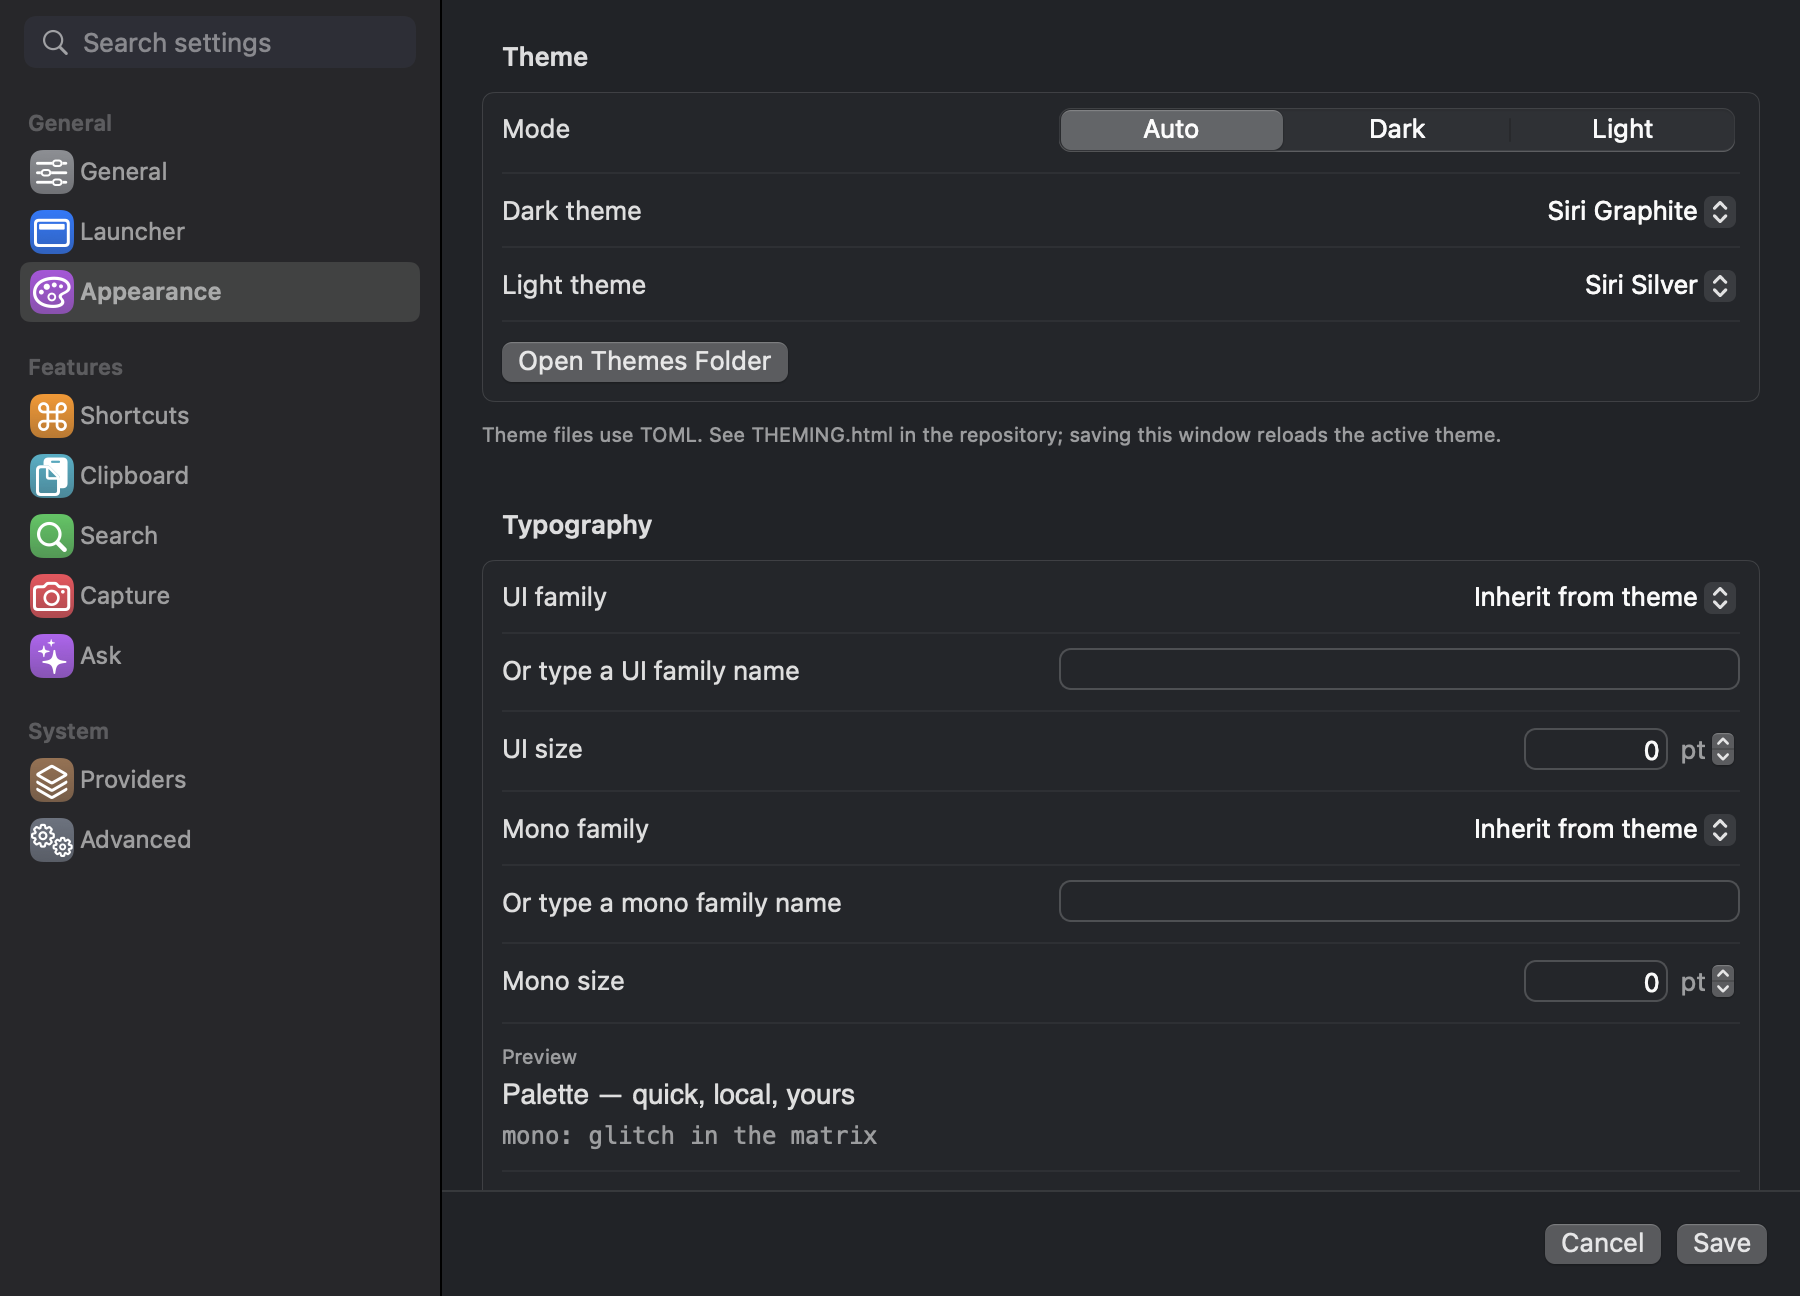 Search settings
General
General
Launcher
Appearance
Features
Shortcuts
Clipboard
Search
Capture
Ask
System
Providers
Advanced
Theme
Mode Auto Dark Light
Dark theme Siri Graphite
Light theme Siri Silver
Open Themes Folder
Theme files use TOML. See THEMING.html in the repository; saving this window reloads the active theme.
Typography
UI family Inherit from theme
Or type a UI family name
UI size 0 pt
Mono family Inherit from theme
Or type a mono family name
Mono size 0 pt
Preview
Palette — quick, local, yours
mono: glitch in the matrix
Cancel Save